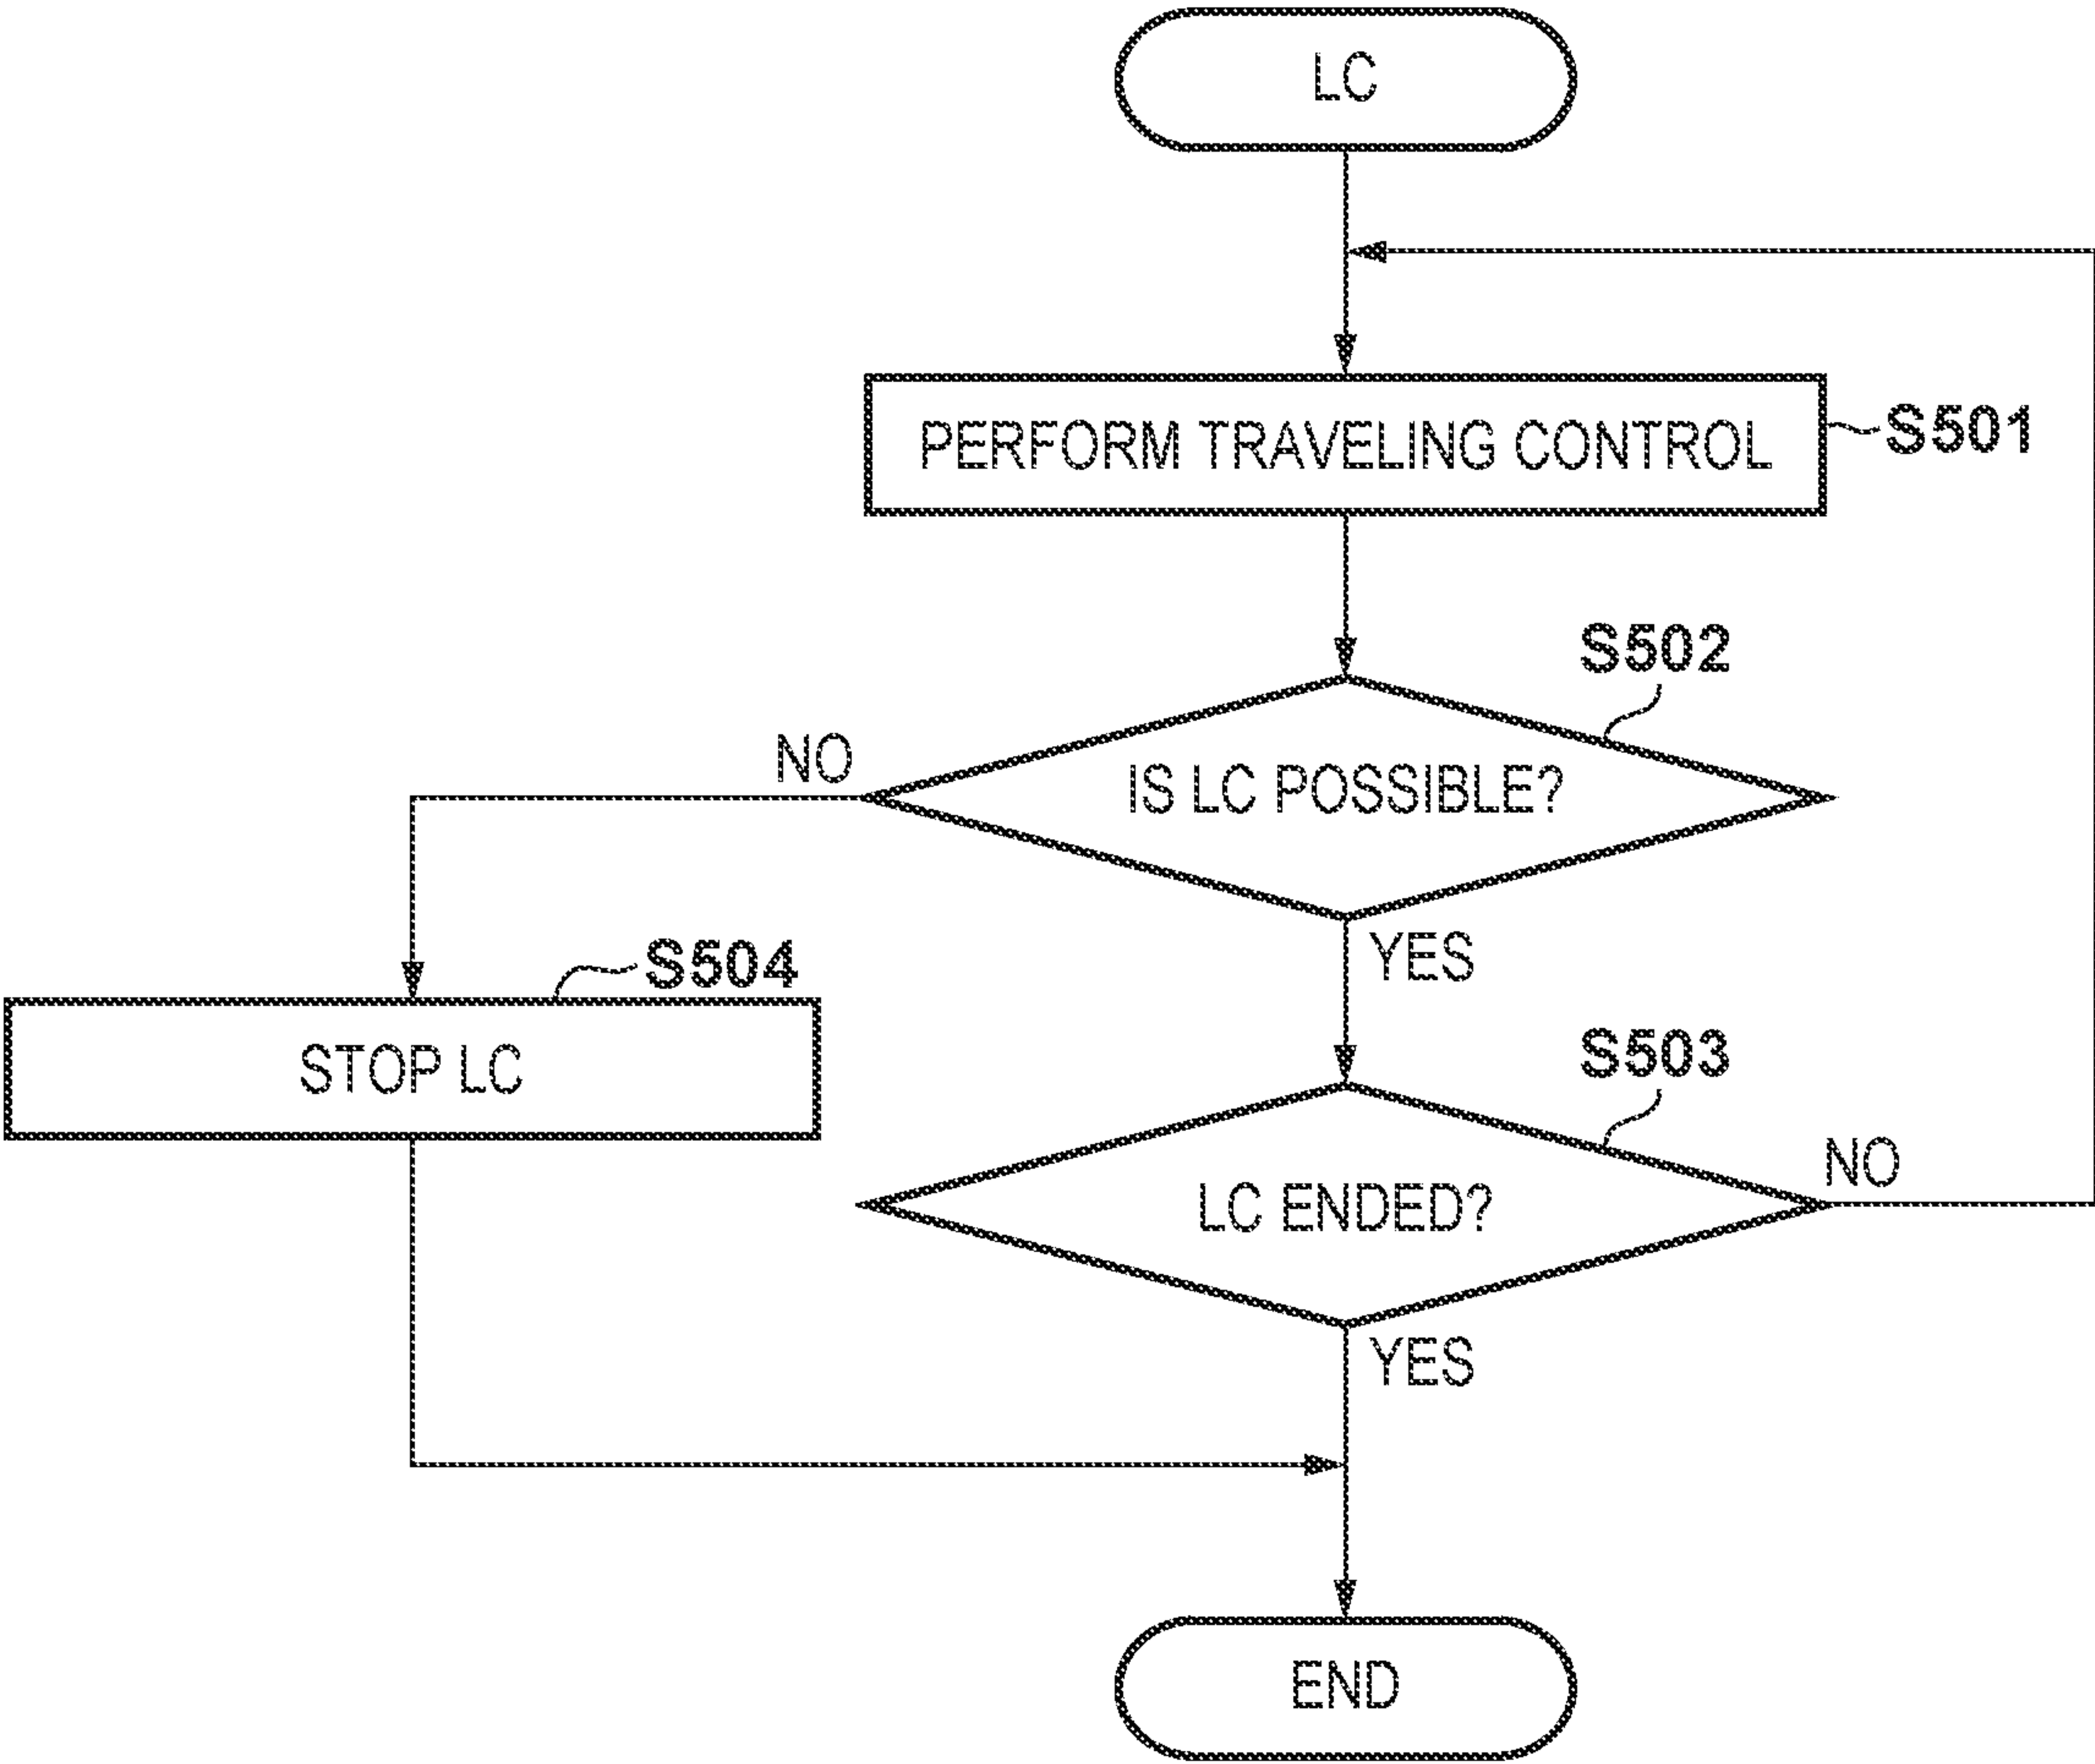 LC
PERFORM TRAVELING CONTROL
S501
S502
NO
IS LC POSSIBLE?
YES
S504
STOP LC
S503
NO
LC ENDED?
YES
END